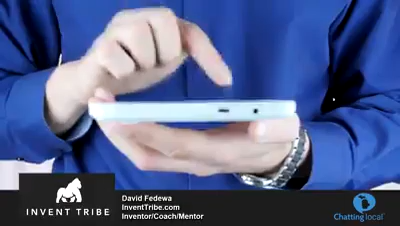 INVENT TRIBE
David Fedewa
InventTribe.com
Inventor/Coach/Mentor
Chatting local